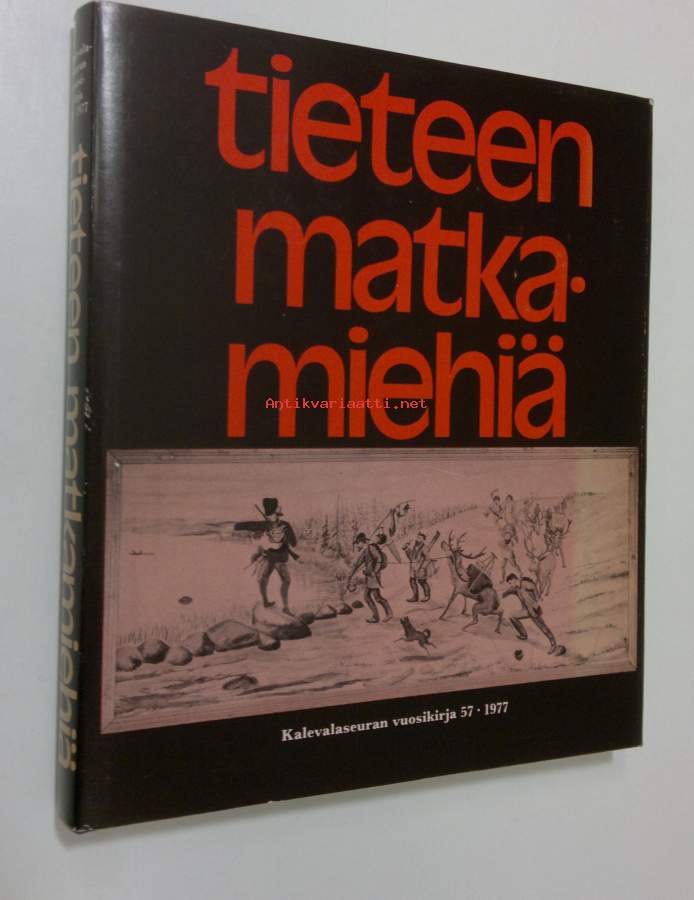 tieteen
matka-
miehiä
Antikvariaatti.net
Kalevalaseuran vuosikirja 57 · 1977
tieteen matkamiehiä